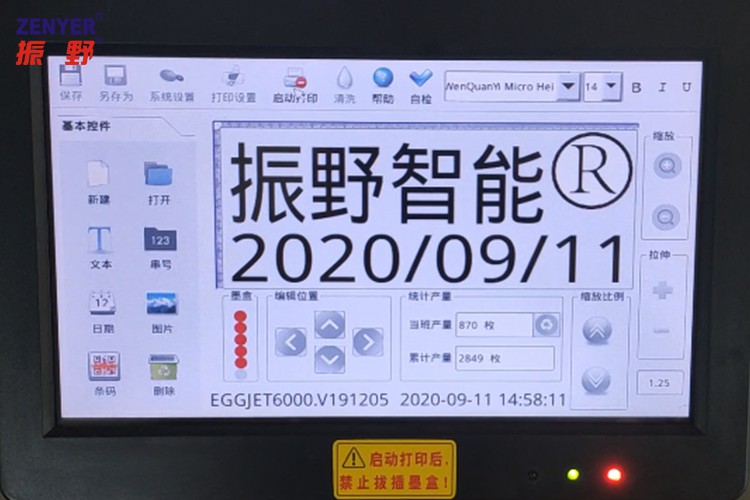 ZENYER®
振野
保存 另存为 系统设置 打印设置 启动打印 清洗 帮助 自检 WenQuanYi Micro Hei 14 B I U
基本控件
新建 打开
T 123
文本 串号
12
日期 图片
条码 删除
振野智能®
2020/09/11
缩放
拉伸
1.25
墨盒 编辑位置 统计产量 缩放比例
当班产量 870 枚
累计产量 2849 枚
EGGJET6000.V191205 2020-09-11 14:58:11
启动打印后,
禁止拔插墨盒!